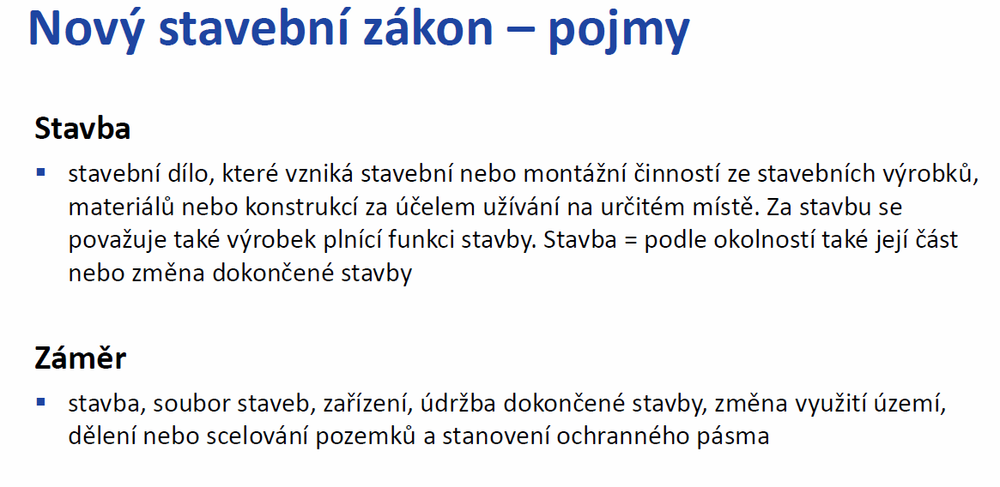 Nový stavební zákon – pojmy
Stavba
▪ stavební dílo, které vzniká stavební nebo montážní činností ze stavebních výrobků,
materiálů nebo konstrukcí za účelem užívání na určitém místě. Za stavbu se
považuje také výrobek plnící funkci stavby. Stavba = podle okolností také její část
nebo změna dokončené stavby
Záměr
▪ stavba, soubor staveb, zařízení, údržba dokončené stavby, změna využití území,
dělení nebo scelování pozemků a stanovení ochranného pásma